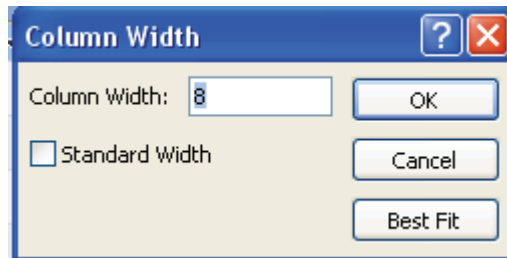 Column Width
?
Column Width: 8
OK
Standard Width
Cancel
Best Fit